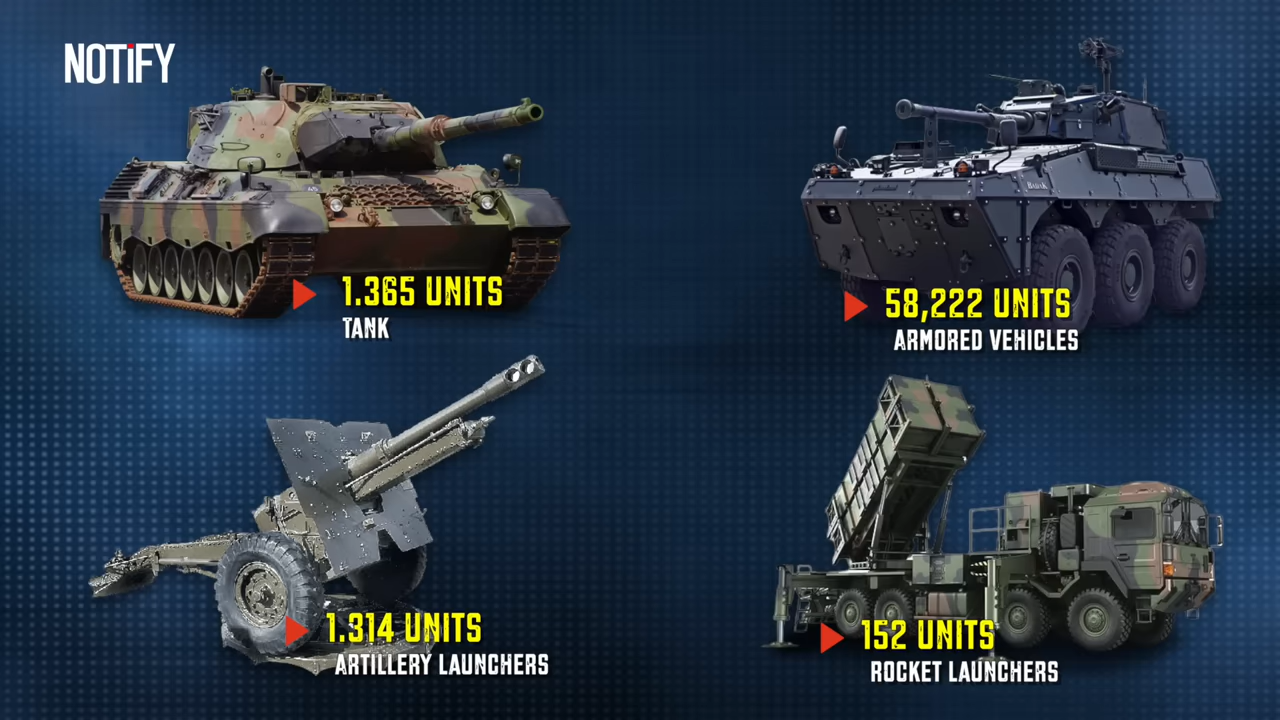 NOTiFY
1.365 UNITS
TANK
58,222 UNITS
ARMORED VEHICLES
1.314 UNITS
ARTILLERY LAUNCHERS
152 UNITS
ROCKET LAUNCHERS